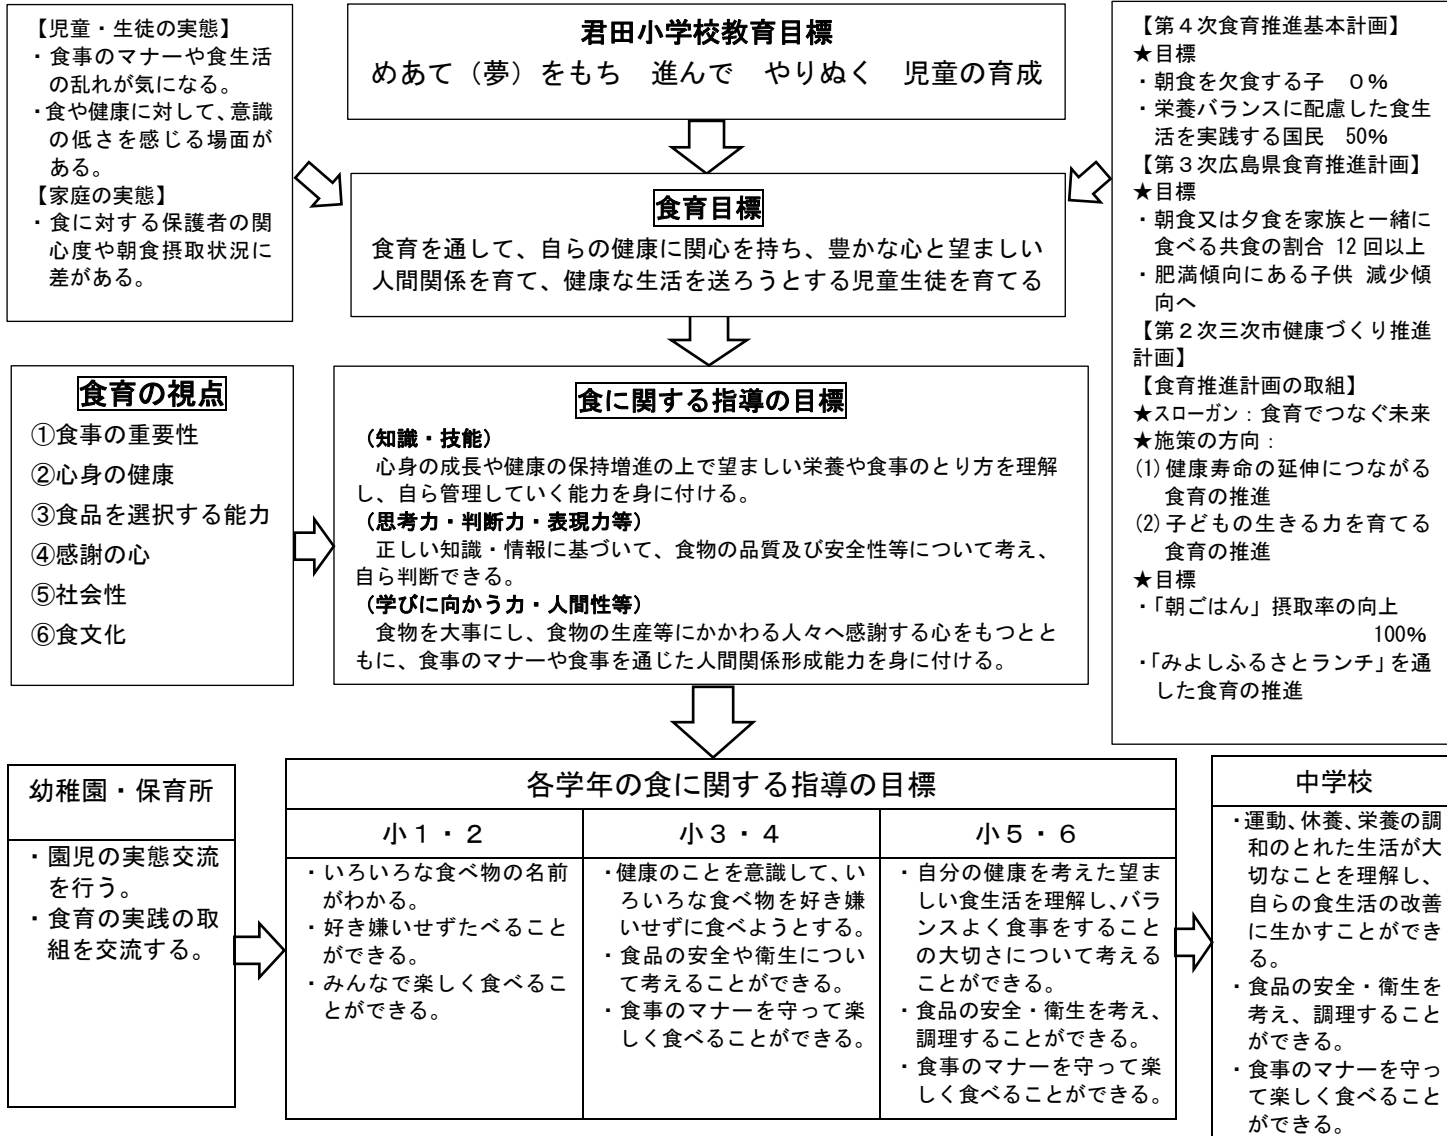 【児童・生徒の実態】
・食事のマナーや食生活
の乱れが気になる。
・食や健康に対して、意識
の低さを感じる場面が
ある。
【家庭の実態】
・食に対する保護者の関
心度や朝食摂取状況に
差がある。
君田小学校教育目標
めあて（夢）をもち　進んで　やりぬく　児童の育成
食育目標
食育を通して、自らの健康に関心を持ち、豊かな心と望ましい
人間関係を育て、健康な生活を送ろうとする児童生徒を育てる
【第４次食育推進基本計画】
★目標
・朝食を欠食する子　０％
・栄養バランスに配慮した食生
活を実践する国民　50％
【第３次広島県食育推進計画】
★目標
・朝食又は夕食を家族と一緒に
食べる共食の割合 12 回以上
・肥満傾向にある子供 減少傾
向へ
【第２次三次市健康づくり推進
計画】
【食育推進計画の取組】
★スローガン：食育でつなぐ未来
★施策の方向：
(1)健康寿命の延伸につながる
食育の推進
(2)子どもの生きる力を育てる
食育の推進
★目標
・「朝ごはん」摂取率の向上
100％
・「みよしふるさとランチ」を通
した食育の推進
食育の視点
①食事の重要性
②心身の健康
③食品を選択する能力
④感謝の心
⑤社会性
⑥食文化
食に関する指導の目標
（知識・技能）
心身の成長や健康の保持増進の上で望ましい栄養や食事のとり方を理解
し、自ら管理していく能力を身に付ける。
（思考力・判断力・表現力等）
正しい知識・情報に基づいて、食物の品質及び安全性等について考え、
自ら判断できる。
（学びに向かう力・人間性等）
食物を大事にし、食物の生産等にかかわる人々へ感謝する心をもつとと
もに、食事のマナーや食事を通じた人間関係形成能力を身に付ける。
幼稚園・保育所
・園児の実態交流
を行う。
・食育の実践の取
組を交流する。
各学年の食に関する指導の目標
小１・２
・いろいろな食べ物の名前
がわかる。
・好き嫌いせずたべること
ができる。
・みんなで楽しく食べるこ
とができる。
小３・４
・健康のことを意識して、い
ろいろな食べ物を好き嫌
いせずに食べようとする。
・食品の安全や衛生につい
て考えることができる。
・食事のマナーを守って楽
しく食べることができる。
小５・６
・自分の健康を考えた望ま
しい食生活を理解し、バラ
ンスよく食事をすること
の大切さについて考える
ことができる。
・食品の安全・衛生を考え、
調理することができる。
・食事のマナーを守って楽
しく食べることができる。
中学校
・運動、休養、栄養の調
和のとれた生活が大
切なことを理解し、
自らの食生活の改善
に生かすことができ
る。
・食品の安全・衛生を
考え、調理すること
ができる。
・食事のマナーを守っ
て楽しく食べること
ができる。